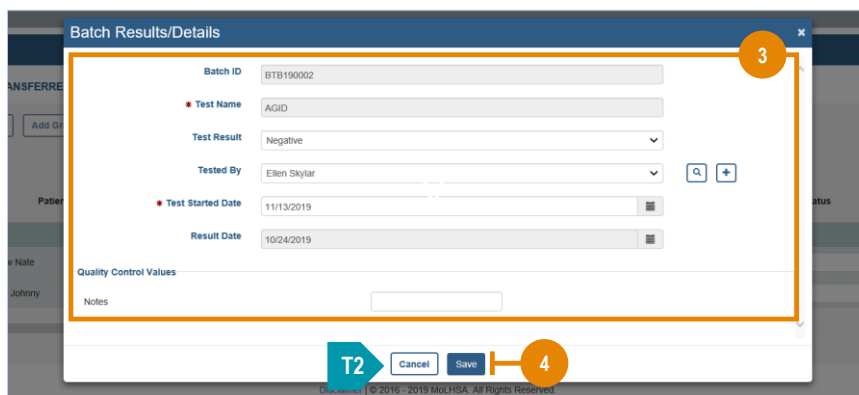 Batch Results/Details
×
3
Batch ID
BTB190002
ANSFERRE
* Test Name
AGID
Add Gr
Test Result
Negative
Tested By
Ellen Skylar
Patien
atus
* Test Started Date
11/13/2019
Result Date
10/24/2019
w Nate
Quality Control Values
Johnny
Notes
T2
Cancel
Save
4
Disclaimer | © 2016 - 2019 MoLHSA. All Rights Reserved.